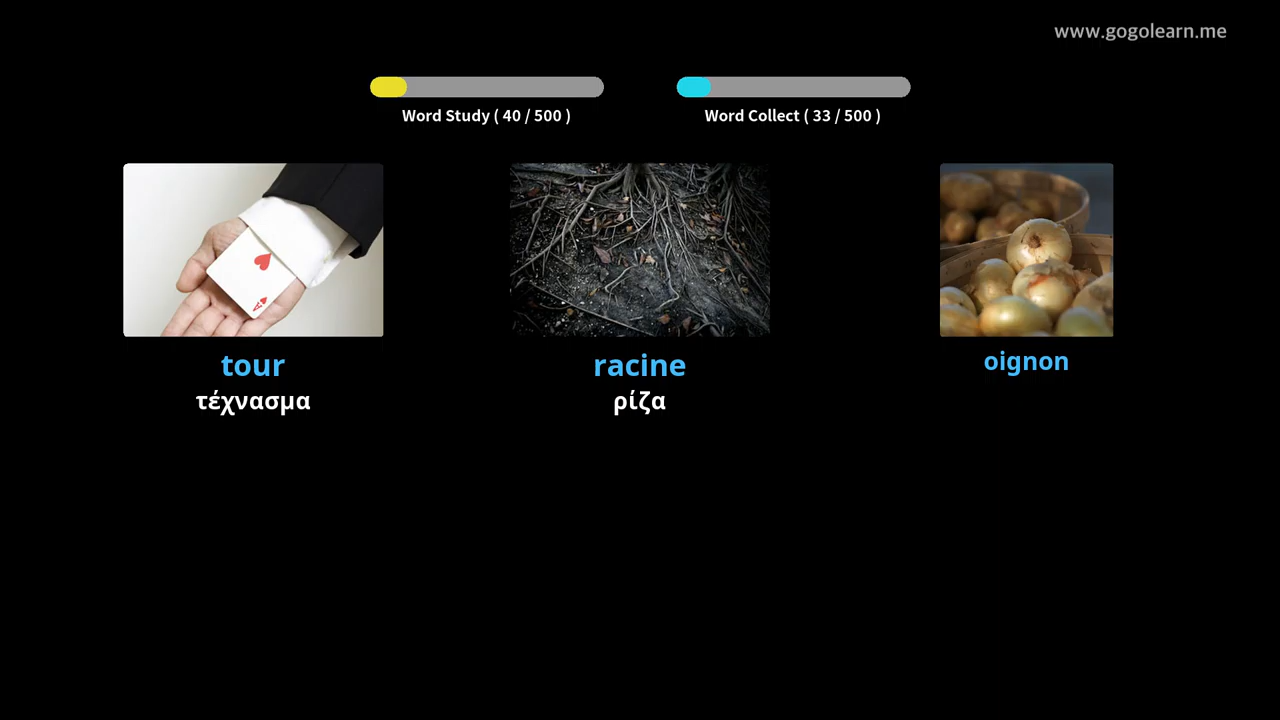 www.gogolearn.me
Word Study ( 40 / 500 )
Word Collect ( 33 / 500 )
tour
τέχνασμα
racine
ρίζα
oignon